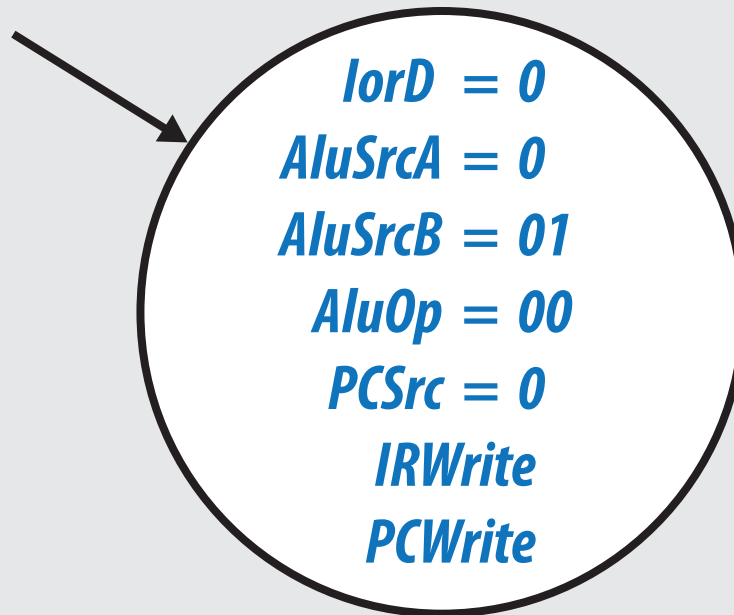 IorD = 0
AluSrcA = 0
AluSrcB = 01
AluOp = 00
PCSrc = 0
IRWrite
PCWrite